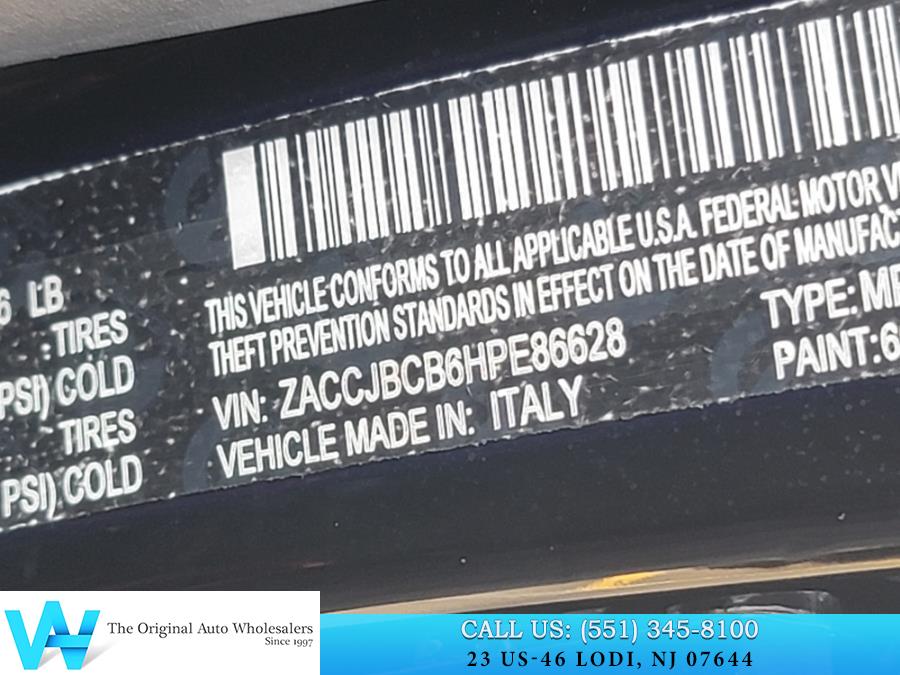 6 LB
: TIRES
PSI) COLD
TIRES
PSI) COLD
THIS VEHICLE CONFORMS TO ALL APPLICABLE U.S.A. FEDERAL MOTOR
THEFT PREVENTION STANDARDS IN EFFECT ON THE DATE OF MANUFAC
VIN: ZACCJBCB6HPE86628
TYPE: MP
VEHICLE MADE IN: ITALY
PAINT: 6
The Original Auto Wholesalers
Since 1997
CALL US: (551) 345-8100
23 US-46 LODI, NJ 07644